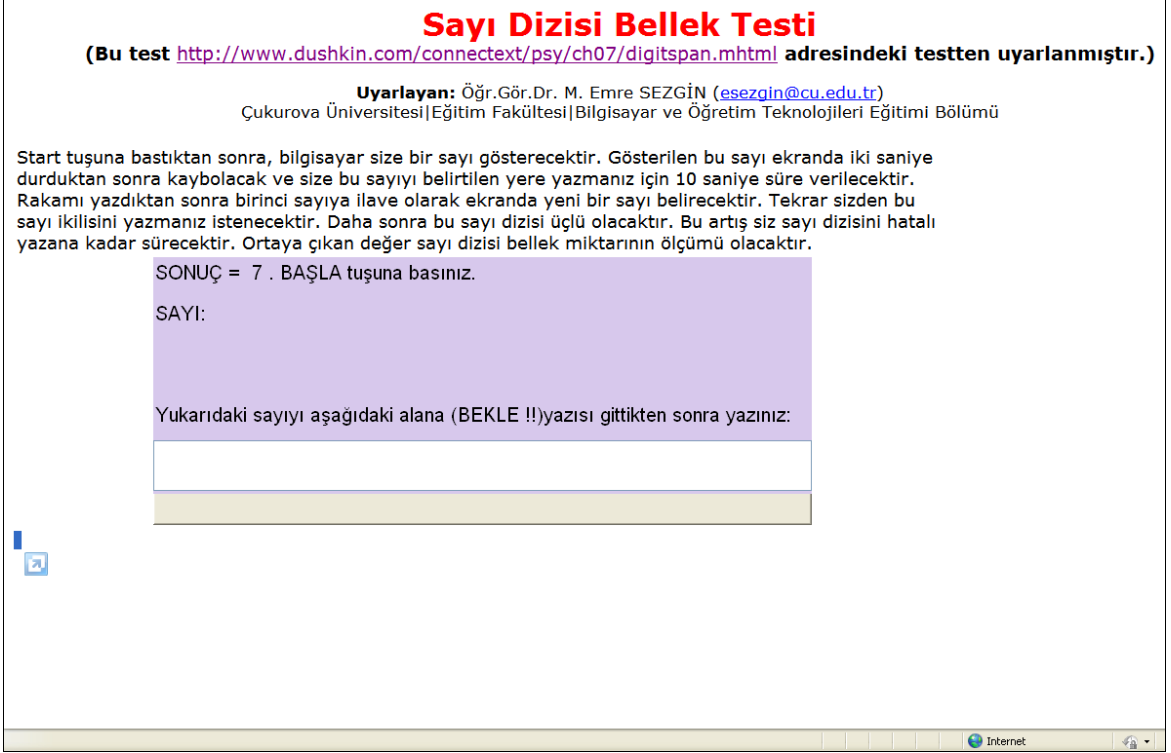 Sayı Dizisi Bellek Testi
(Bu test http://www.dushkin.com/connectext/psy/ch07/digitspan.mhtml adresindeki testten uyarlanmıştır.)
Uyarlayan: Öğr.Gör.Dr. M. Emre SEZGİN (esezgin@cu.edu.tr)
Çukurova Üniversitesi|Eğitim Fakültesi|Bilgisayar ve Öğretim Teknolojileri Eğitimi Bölümü
Start tuşuna bastıktan sonra, bilgisayar size bir sayı gösterecektir. Gösterilen bu sayı ekranda iki saniye
durduktan sonra kaybolacak ve size bu sayıyı belirtilen yere yazmanız için 10 saniye süre verilecektir.
Rakamı yazdıktan sonra birinci sayıya ilave olarak ekranda yeni bir sayı belirecektir. Tekrar sizden bu
sayı ikilisini yazmanız istenecektir. Daha sonra bu sayı dizisi üçlü olacaktır. Bu artış siz sayı dizisini hatalı
yazana kadar sürecektir. Ortaya çıkan değer sayı dizisi bellek miktarının ölçümü olacaktır.
SONUÇ = 7 . BAŞLA tuşuna basınız.
SAYI:
Yukarıdaki sayıyı aşağıdaki alana (BEKLE !!)yazısı gittikten sonra yazınız:
Internet